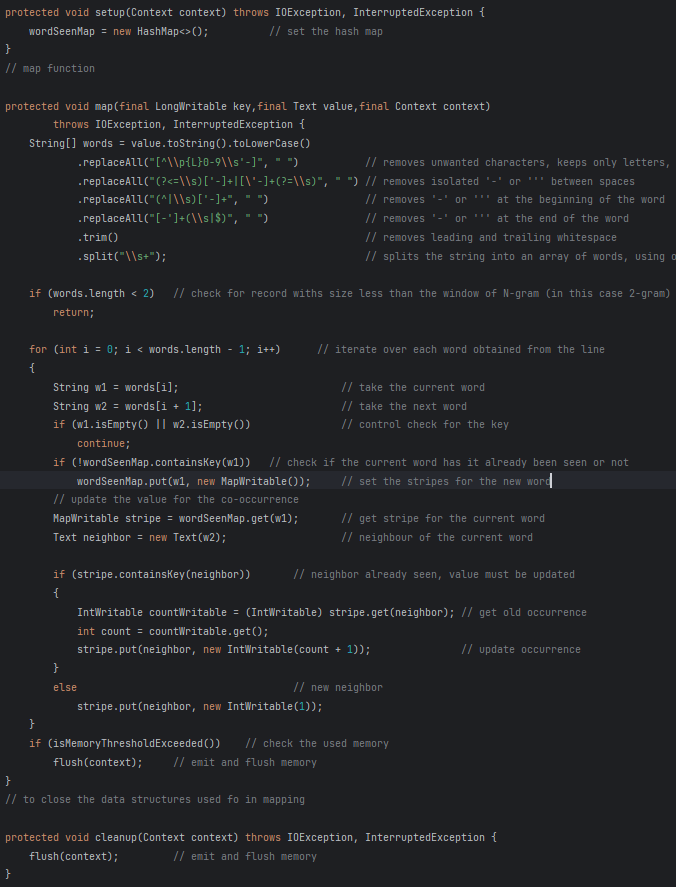 protected void setup(Context context) throws IOException, InterruptedException {
    wordSeenMap = new HashMap<>();          // set the hash map
}
// map function

protected void map(final LongWritable key,final Text value,final Context context)
        throws IOException, InterruptedException {
    String[] words = value.toString().toLowerCase()
            .replaceAll("[^\\p{L}0-9\\s'-]", " ")           // removes unwanted characters, keeps only letters,
            .replaceAll("(?<=\\s)['-]+|[\'-]+(?=\\s)", " ") // removes isolated '-' or ''' between spaces
            .replaceAll("(^|\\s)['-]+", " ")                // removes '-' or ''' at the beginning of the word
            .replaceAll("[-']+(\\s|$)", " ")                // removes '-' or ''' at the end of the word
            .trim()                                         // removes leading and trailing whitespace
            .split("\\s+");                                 // splits the string into an array of words, using o

    if (words.length < 2)   // check for record withs size less than the window of N-gram (in this case 2-gram)
        return;

    for (int i = 0; i < words.length - 1; i++)      // iterate over each word obtained from the line
    {
        String w1 = words[i];                           // take the current word
        String w2 = words[i + 1];                       // take the next word
        if (w1.isEmpty() || w2.isEmpty())               // control check for the key
            continue;
        if (!wordSeenMap.containsKey(w1))   // check if the current word has it already been seen or not
            wordSeenMap.put(w1, new MapWritable());     // set the stripes for the new word
        // update the value for the co-occurrence
        MapWritable stripe = wordSeenMap.get(w1);       // get stripe for the current word
        Text neighbor = new Text(w2);                   // neighbour of the current word

        if (stripe.containsKey(neighbor))       // neighbor already seen, value must be updated
        {
            IntWritable countWritable = (IntWritable) stripe.get(neighbor); // get old occurrence
            int count = countWritable.get();
            stripe.put(neighbor, new IntWritable(count + 1));               // update occurrence
        }
        else                                    // new neighbor
            stripe.put(neighbor, new IntWritable(1));
    }
    if (isMemoryThresholdExceeded())    // check the used memory
        flush(context);     // emit and flush memory
}
// to close the data structures used fo in mapping

protected void cleanup(Context context) throws IOException, InterruptedException {
    flush(context);         // emit and flush memory
}